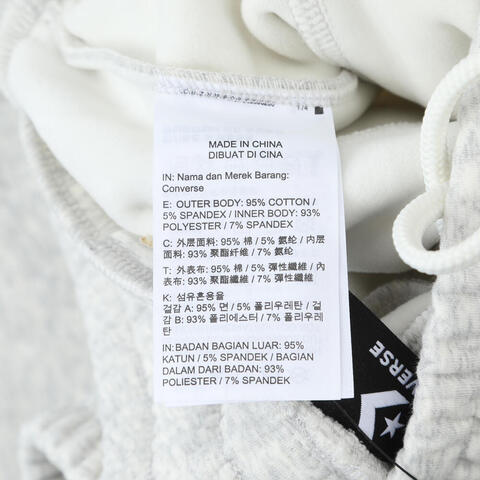 1/4
MADE IN CHINA
DIBUAT DI CINA
IN: Nama dan Merek Barang:
Converse
E: OUTER BODY: 95% COTTON /
5% SPANDEX / INNER BODY: 93%
POLYESTER / 7% SPANDEX
C: 外层面料: 95% 棉 / 5% 氨纶 / 内层
面料: 93% 聚酯纤维 / 7% 氨纶
T: 外表布: 95% 棉 / 5% 彈性纖維 / 內
表布: 93% 聚酯纖維 / 7% 彈性纖維
K: 섬유혼용율
겉감 A: 95% 면 / 5% 폴리우레탄 / 겉
감 B: 93% 폴리에스터 / 7% 폴리우레
탄
IN:BADAN BAGIAN LUAR: 95%
KATUN / 5% SPANDEK / BAGIAN
DALAM DARI BADAN: 93%
POLIESTER / 7% SPANDEK
VERSE